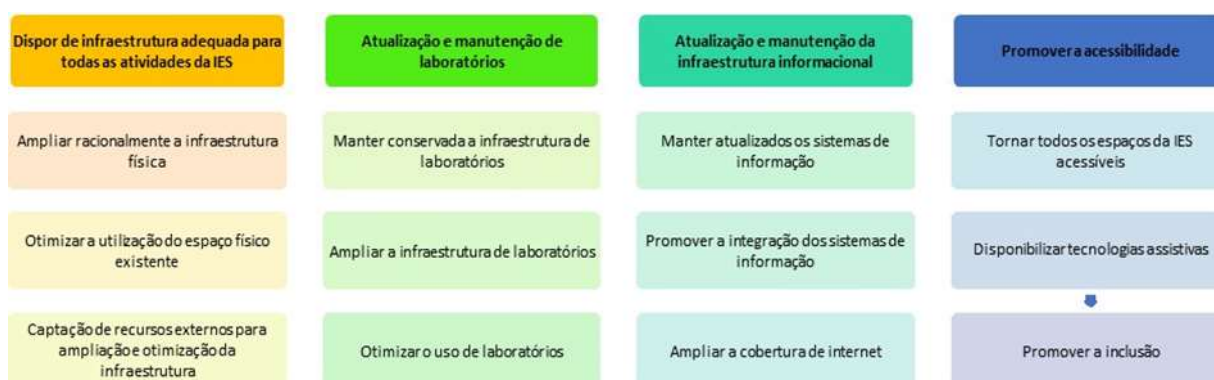 Dispor de infraestrutura adequada para
todas as atividades da IES
Atualização e manutenção de
laboratórios
Atualização e manutenção da
infraestrutura informacional
Promover a acessibilidade
Ampliar racionalmente a infraestrutura
física
Manter conservada a infraestrutura de
laboratórios
Manter atualizados os sistemas de
informação
Tornar todos os espaços da IES
acessíveis
Otimizar a utilização do espaço físico
existente
Ampliar a infraestrutura de laboratórios
Promover a integração dos sistemas de
informação
Disponibilizar tecnologias assistivas
Captação de recursos externos para
ampliação e otimização da
infraestrutura
Otimizar o uso de laboratórios
Ampliar a cobertura de internet
Promover a inclusão